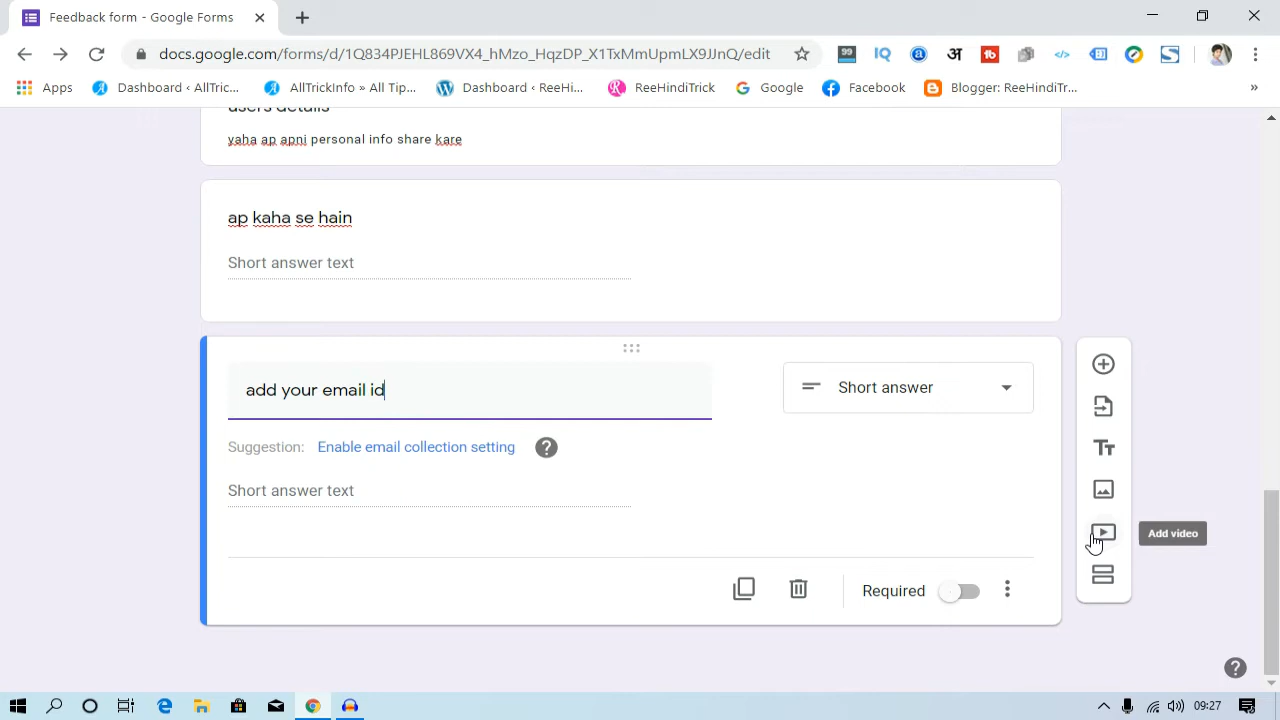 Feedback form - Google Forms
docs.google.com/forms/d/1Q834PJEHL869VX4_hMzo_HqzDP_X1TxMmUpmLX9JJnQ/edit
99
IQ
a
अ
Apps
Dashboard ‹ AllTric...
AllTrickInfo - All Tip...
Dashboard ‹ ReeHi...
ReeHindiTrick
Google
Facebook
Blogger: ReeHindiTr...
»
users details
yaha ap apni personal info share kare
ap kaha se hain
Short answer text
add your email id
Short answer
Suggestion: Enable email collection setting
Short answer text
Add video
Required
09:27